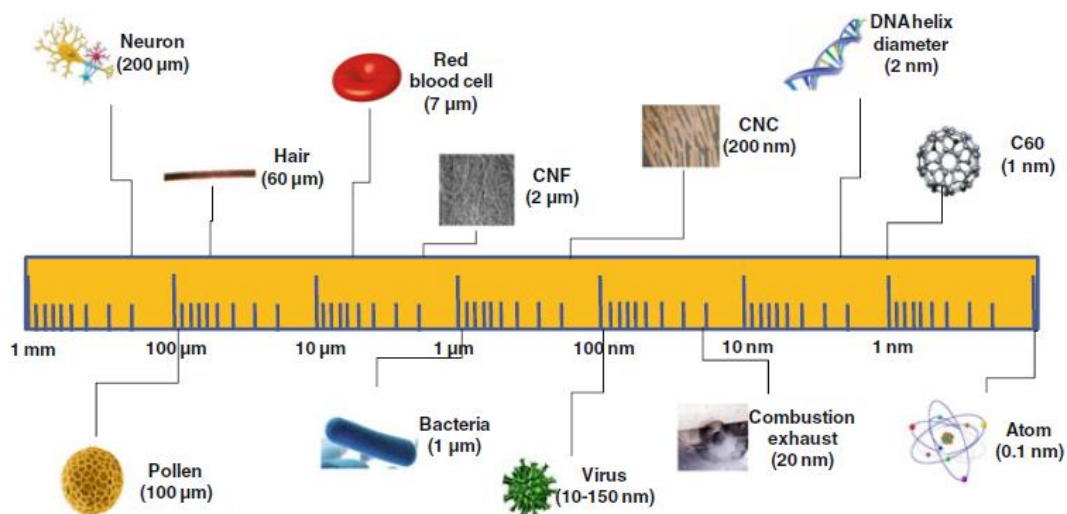 Neuron
(200 µm)
Hair
(60 µm)
Red
blood cell
(7 µm)
CNF
(2 µm)
CNC
(200 nm)
DNA helix
diameter
(2 nm)
C60
(1 nm)
1 mm
100 µm
10 µm
1 µm
100 nm
10 nm
1 nm
Pollen
(100 µm)
Bacteria
(1 µm)
Virus
(10-150 nm)
Combustion
exhaust
(20 nm)
Atom
(0.1 nm)